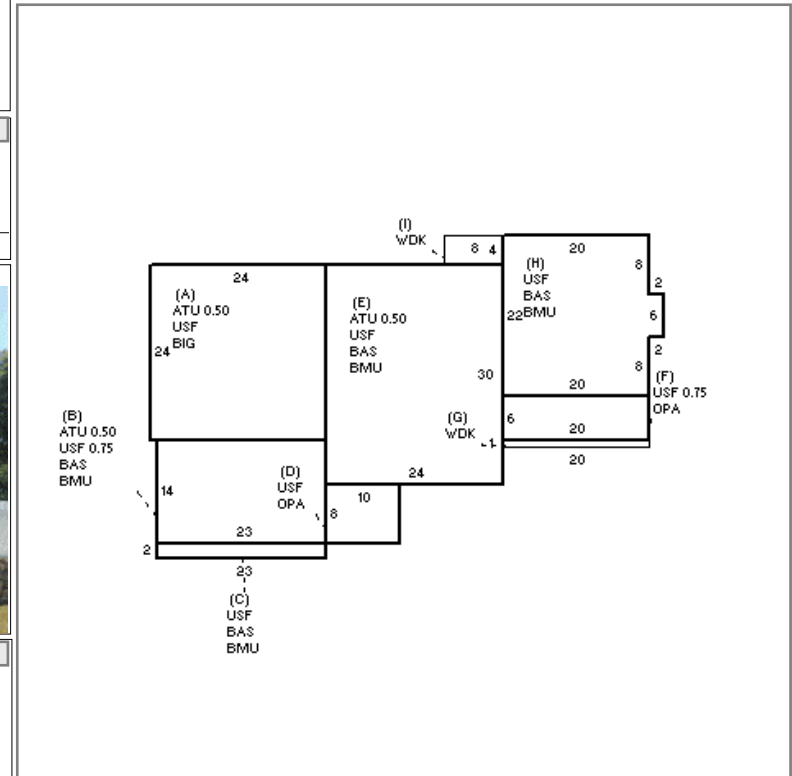 (I)
WDK
8 4
20
8
(H)
USF
BAS
BMU
22
2
6
2
8
24
(A)
ATU 0.50
USF
BIG
24
(E)
ATU 0.50
USF
BAS
BMU
30
20
(F)
USF 0.75
OPA
(G)
WDK
1
6
20
20
(B)
ATU 0.50
USF 0.75
BAS
BMU
14
(D)
USF
OPA
24
10
8
23
2
23
(C)
USF
BAS
BMU